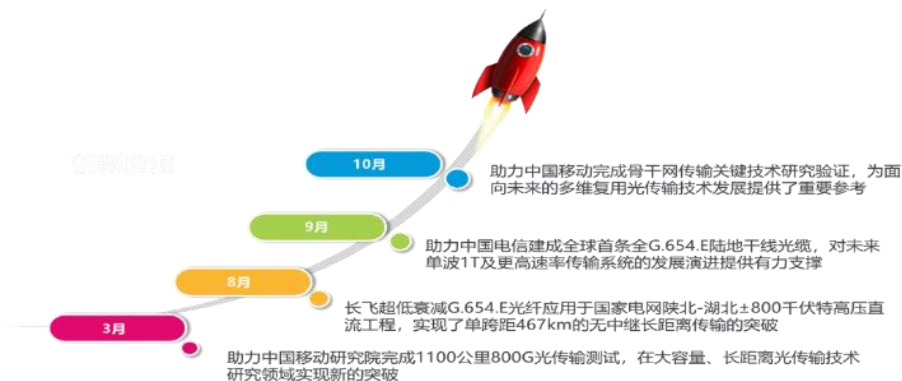 10月
助力中国移动完成骨干网传输关键技术研究验证，为面
向未来的多维复用光传输技术发展提供了重要参考
9月
助力中国电信建成全球首条全G.654.E陆地干线光缆，对未来
单波1T及更高速率传输系统的发展演进提供有力支撑
8月
长飞超低衰减G.654.E光纤应用于国家电网陕北-湖北±800千伏特高压直
流工程，实现了单跨距467km的无中继长距离传输的突破
3月
助力中国移动研究院完成1100公里800G光传输测试，在大容量、长距离光传输技术
研究领域实现新的突破